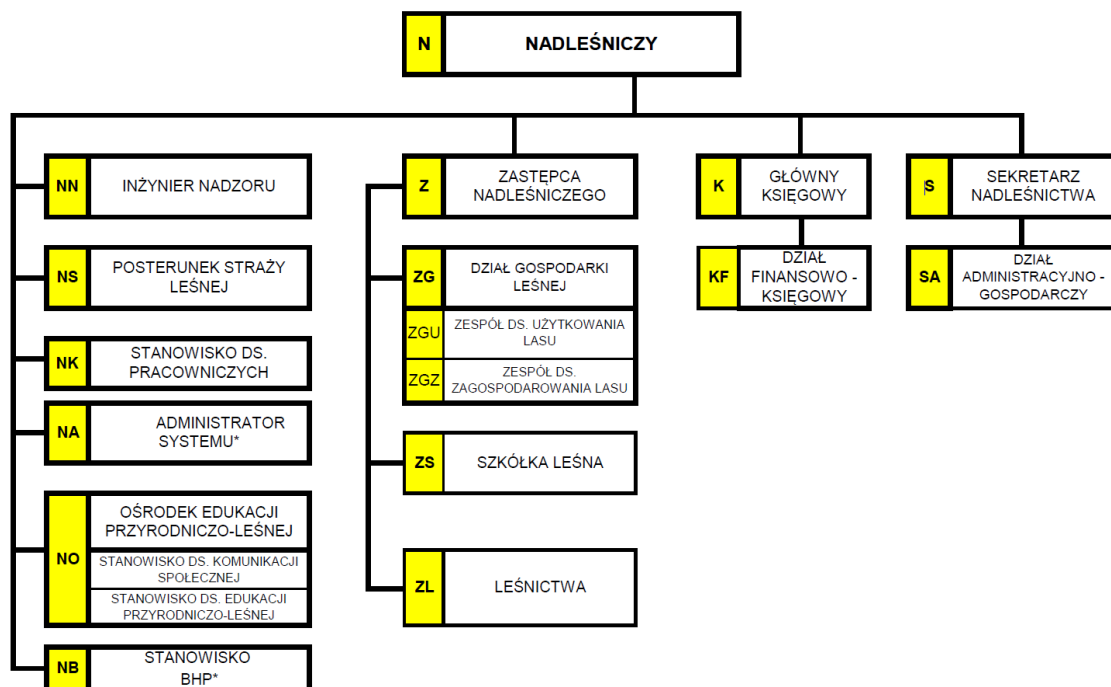 N NADLEŚNICZY
NN INŻYNIER NADZORU
NS POSTERUNEK STRAŻY
LEŚNEJ
NK STANOWISKO DS.
PRACOWNICZYCH
NA ADMINISTRATOR
SYSTEMU*
NO OŚRODEK EDUKACJI
PRZYRODNICZO-LEŚNEJ
STANOWISKO DS. KOMUNIKACJI
SPOŁECZNEJ
STANOWISKO DS. EDUKACJI
PRZYRODNICZO-LEŚNEJ
NB STANOWISKO
BHP*
Z ZASTĘPCA
NADLEŚNICZEGO
ZG DZIAŁ GOSPODARKI
LEŚNEJ
ZGU ZESPÓŁ DS. UŻYTKOWANIA
LASU
ZGZ ZESPÓŁ DS.
ZAGOSPODAROWANIA LASU
ZS SZKÓŁKA LEŚNA
ZL LEŚNICTWA
K GŁÓWNY
KSIĘGOWY
KF DZIAŁ
FINANSOWO -
KSIĘGOWY
S SEKRETARZ
NADLEŚNICTWA
SA DZIAŁ
ADMINISTRACYJNO -
GOSPODARCZY